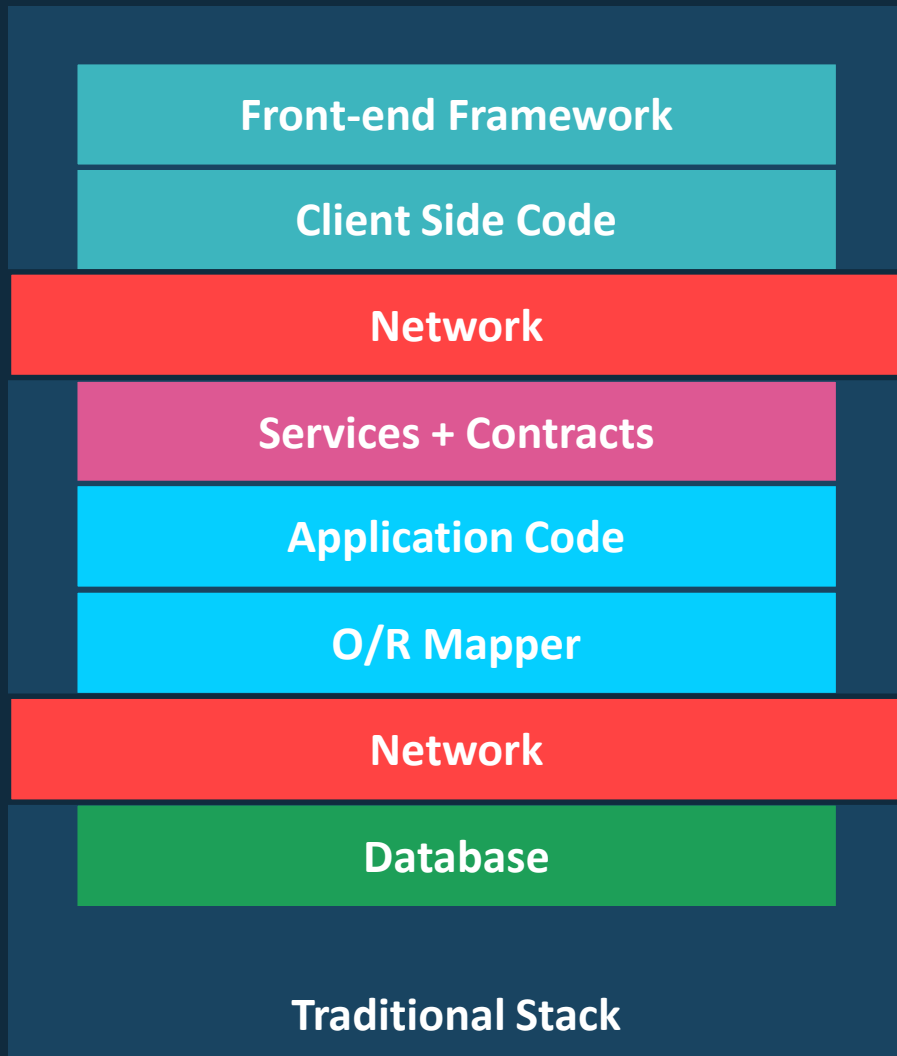 Front-end Framework
Client Side Code
Network
Services + Contracts
Application Code
O/R Mapper
Network
Database
Traditional Stack